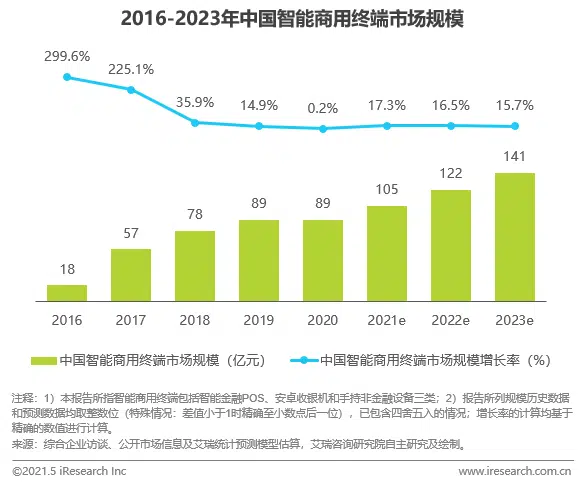 2016-2023年中国智能商用终端市场规模
299.6%
225.1%
35.9%
14.9%
0.2%
17.3%
16.5%
15.7%
18
57
78
89
89
105
122
141
2016
2017
2018
2019
2020
2021e
2022e
2023e
中国智能商用终端市场规模（亿元）
中国智能商用终端市场规模增长率（%）
注释：1）本报告所指智能商用终端包括智能金融POS、安卓收银机和手持非金融设备三类；2）报告所列规模历史数据
和预测数据均取整数位（特殊情况：差值小于1时精确至小数点后一位），已包含四舍五入的情况；增长率的计算均基于
精确的数值进行计算。
来源：综合企业访谈、公开市场信息及艾瑞统计预测模型估算，艾瑞咨询研究院自主研究及绘制。
©2021.5 iResearch Inc
www.iresearch.com.cn